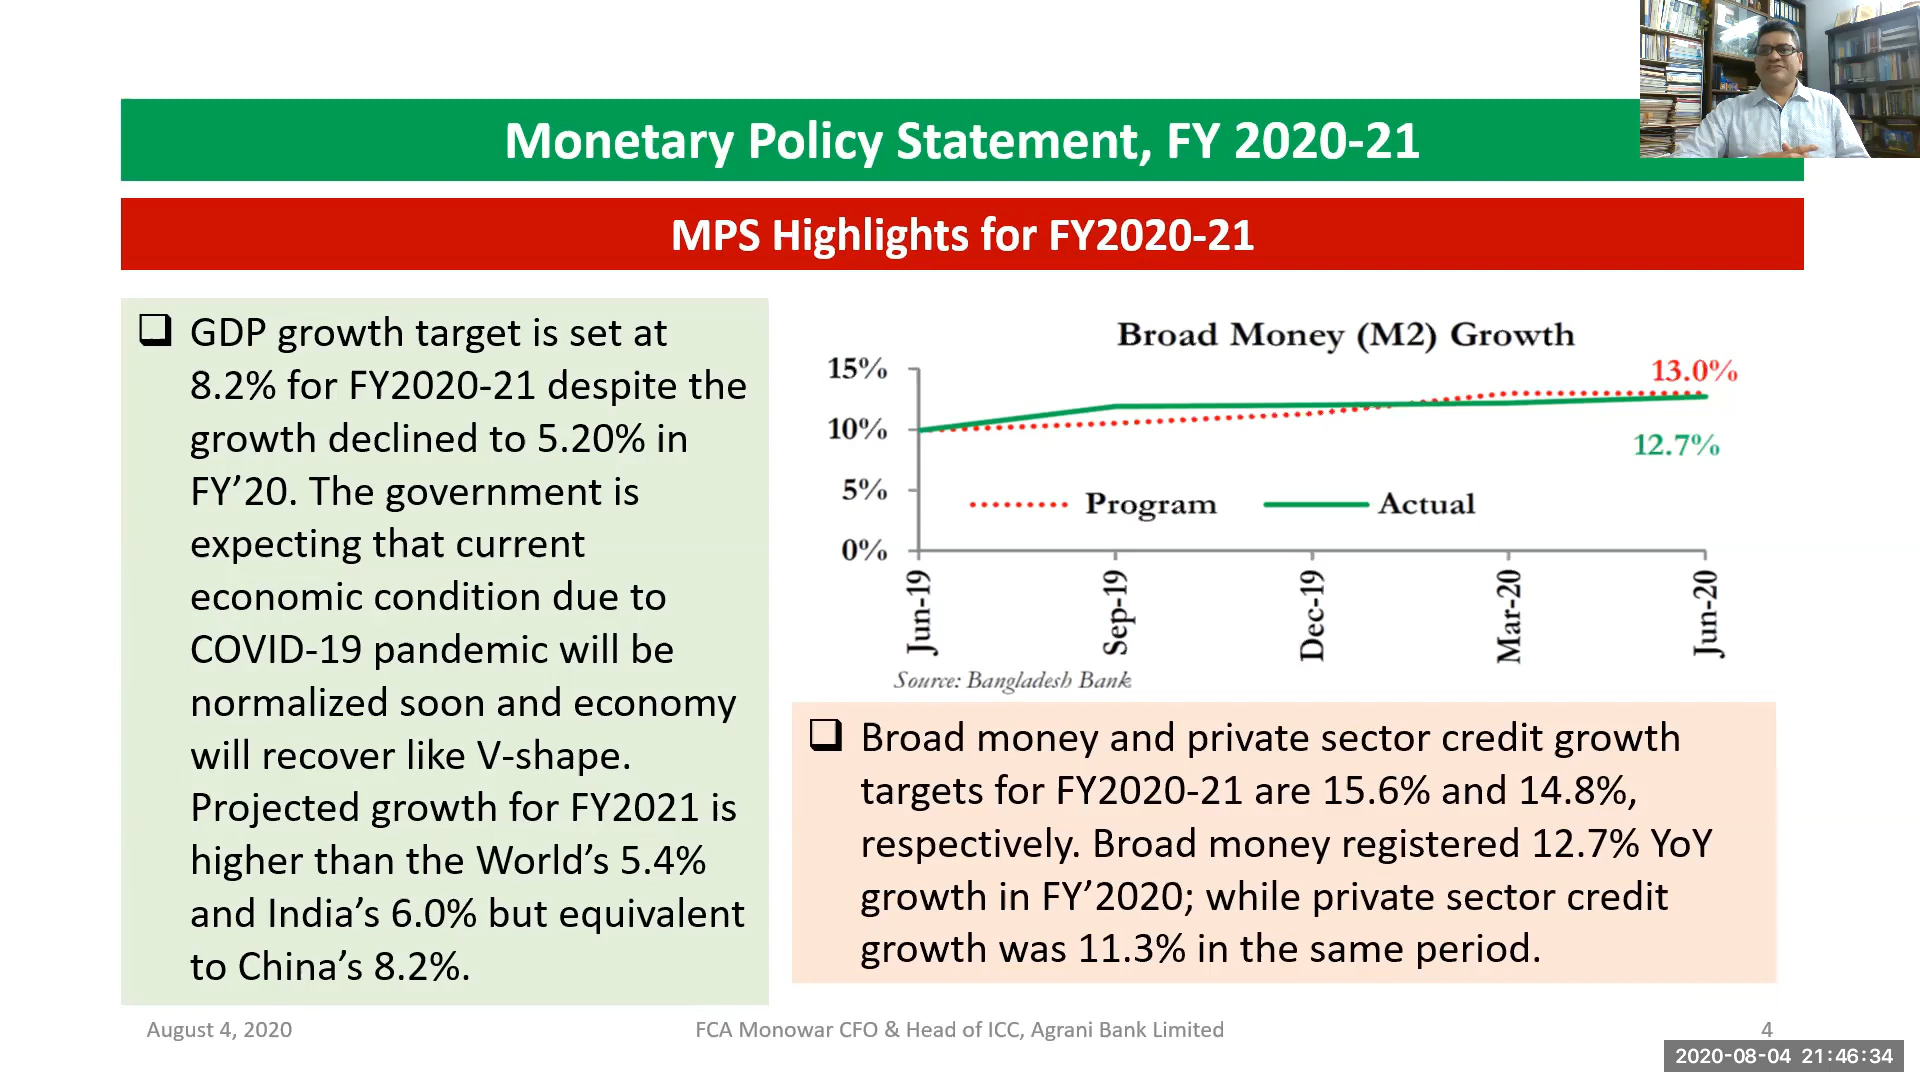 Monetary Policy Statement, FY 2020-21
MPS Highlights for FY2020-21
❑ GDP growth target is set at
8.2% for FY2020-21 despite the
growth declined to 5.20% in
FY’20. The government is
expecting that current
economic condition due to
COVID-19 pandemic will be
normalized soon and economy
will recover like V-shape.
Projected growth for FY2021 is
higher than the World’s 5.4%
and India’s 6.0% but equivalent
to China’s 8.2%.
Broad Money (M2) Growth
15%
10%
5%
0%
13.0%
12.7%
Program
Actual
Jun-19
Sep-19
Dec-19
Mar-20
Jun-20
Source: Bangladesh Bank
❑ Broad money and private sector credit growth
targets for FY2020-21 are 15.6% and 14.8%,
respectively. Broad money registered 12.7% YoY
growth in FY’2020; while private sector credit
growth was 11.3% in the same period.
August 4, 2020
FCA Monowar CFO & Head of ICC, Agrani Bank Limited
4
2020-08-04 21:46:34